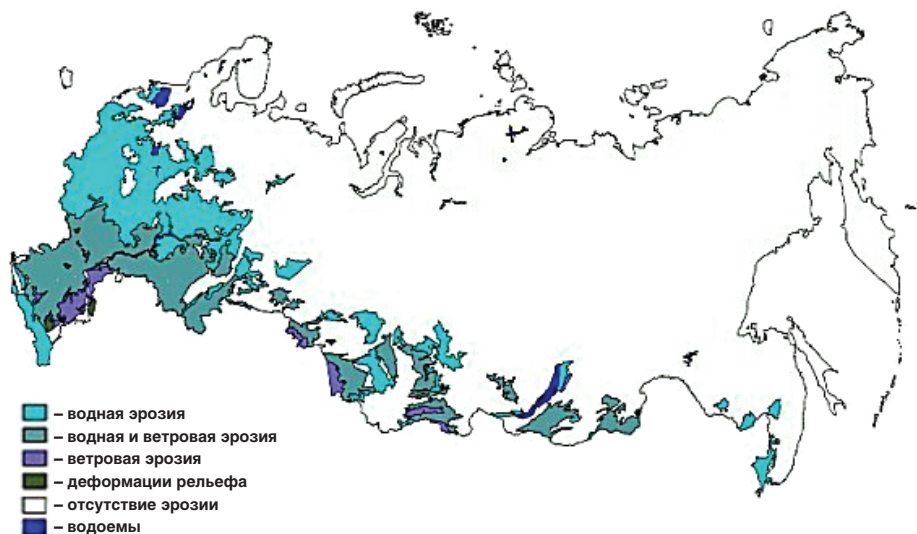 – водная эрозия
– водная и ветровая эрозия
– ветровая эрозия
– деформации рельефа
– отсутствие эрозии
– водоемы